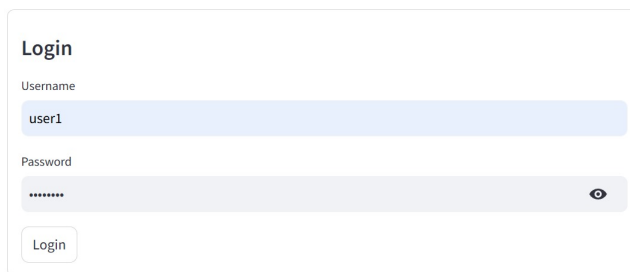 Login
Username
user1
Password
••••••••
Login